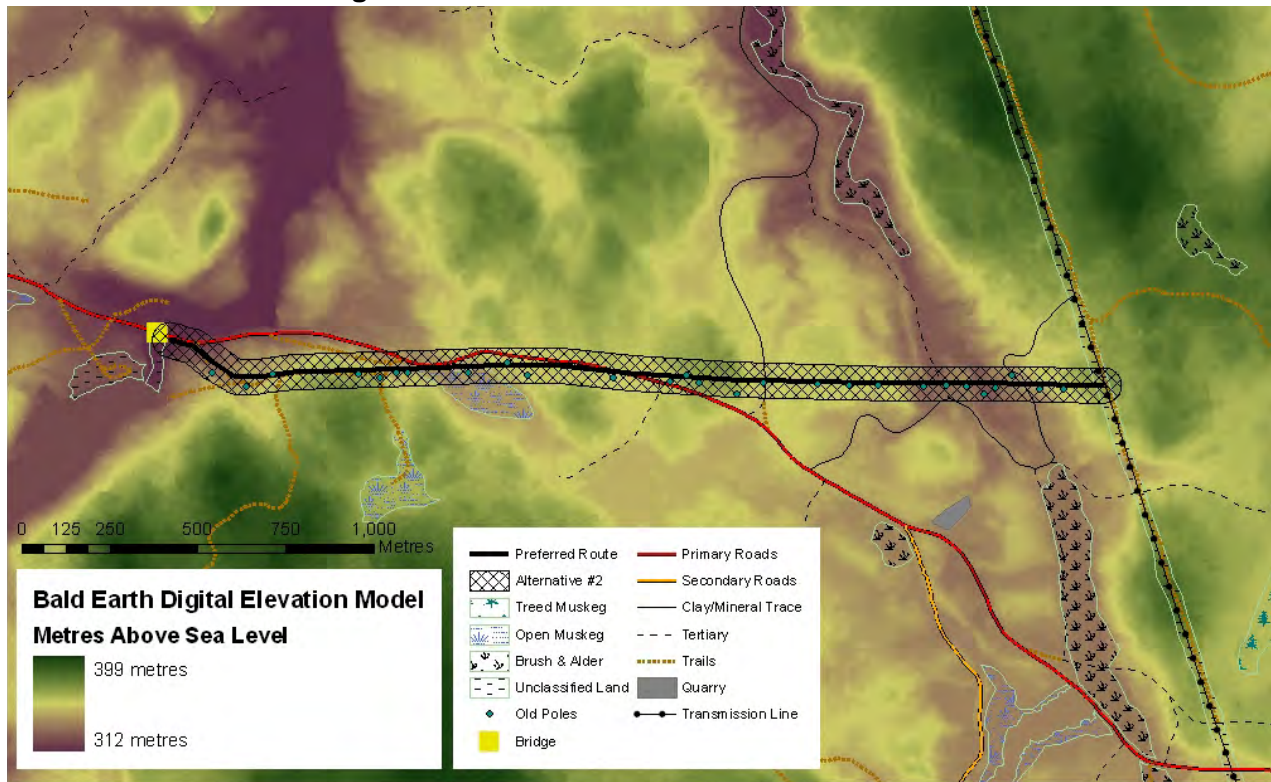 0 125 250 500 750 1,000
Metres
Bald Earth Digital Elevation Model
Metres Above Sea Level
399 metres
312 metres
Preferred Route
Alternative #2
Treed Muskeg
Open Muskeg
Brush & Alder
Unclassified Land
Old Poles
Bridge
Primary Roads
Secondary Roads
Clay/Mineral Trace
Tertiary
Trails
Quarry
Transmission Line